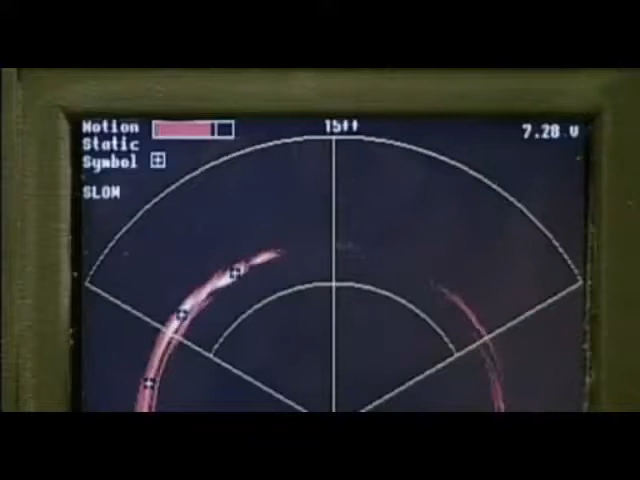 Motion
15ft
7.28 V
Static
Symbol
SLOW